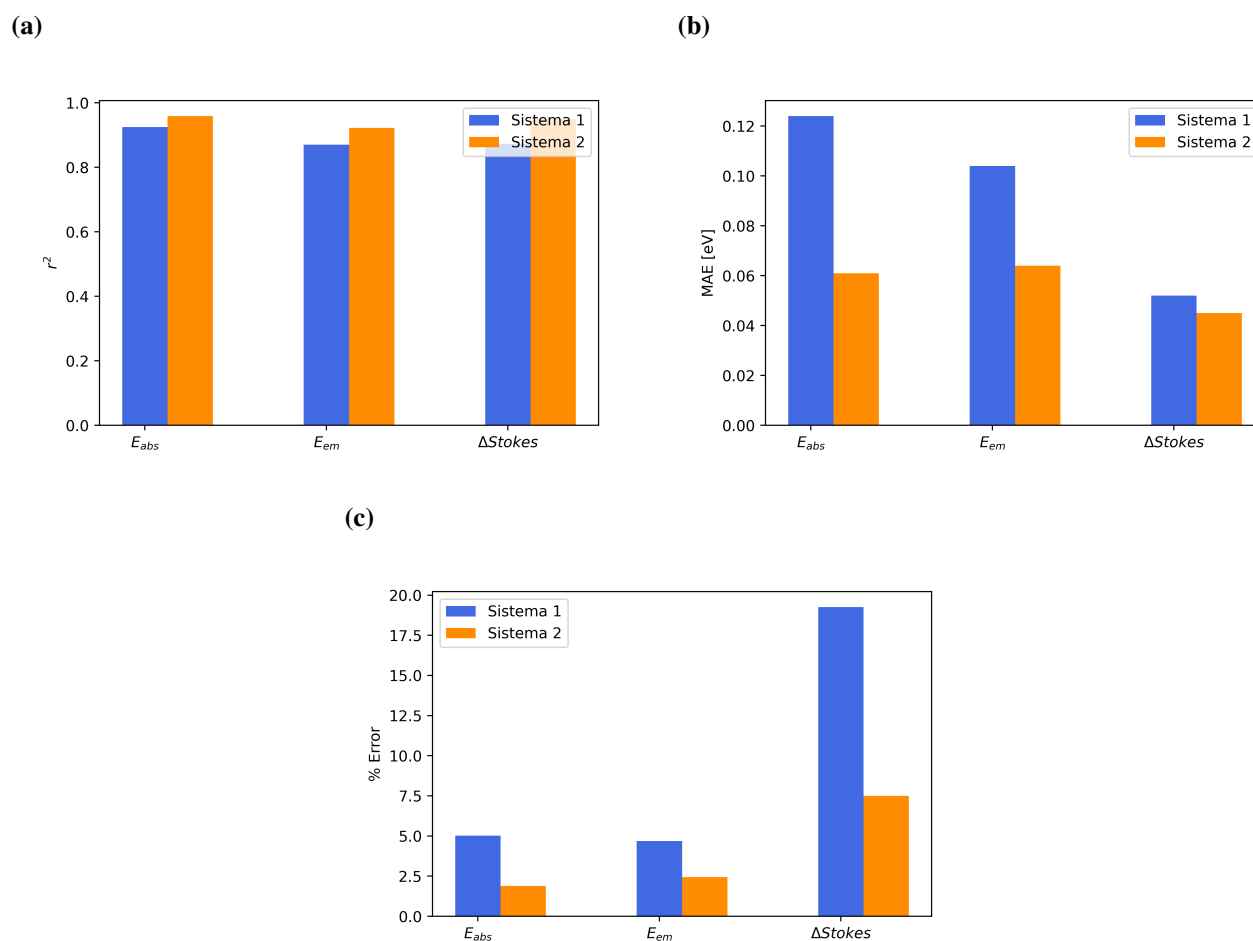 (a)
1.0
0.8
0.6
0.4
0.2
0.0
r²
Sistema 1
Sistema 2
E_abs
E_em
ΔStokes
(b)
0.12
0.10
0.08
0.06
0.04
0.02
0.00
MAE [eV]
Sistema 1
Sistema 2
E_abs
E_em
ΔStokes
(c)
20.0
17.5
15.0
12.5
10.0
7.5
5.0
2.5
0.0
% Error
Sistema 1
Sistema 2
E_abs
E_em
ΔStokes